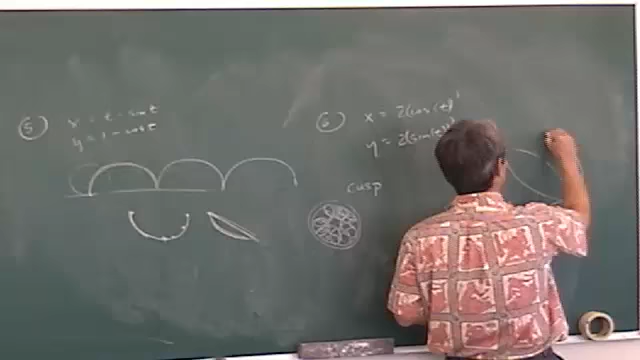 5
x = t - sin t
y = 1 - cos t
6
x = 2(cos(t))³
y = 2(sin(t))³
cusp